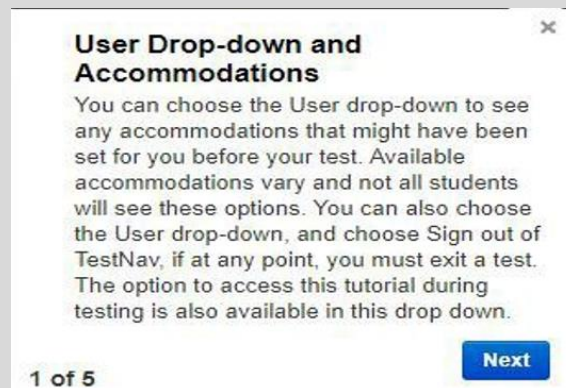 User Drop-down and
Accommodations
You can choose the User drop-down to see
any accommodations that might have been
set for you before your test. Available
accommodations vary and not all students
will see these options. You can also choose
the User drop-down, and choose Sign out of
TestNav, if at any point, you must exit a test.
The option to access this tutorial during
testing is also available in this drop down.
Next
1 of 5